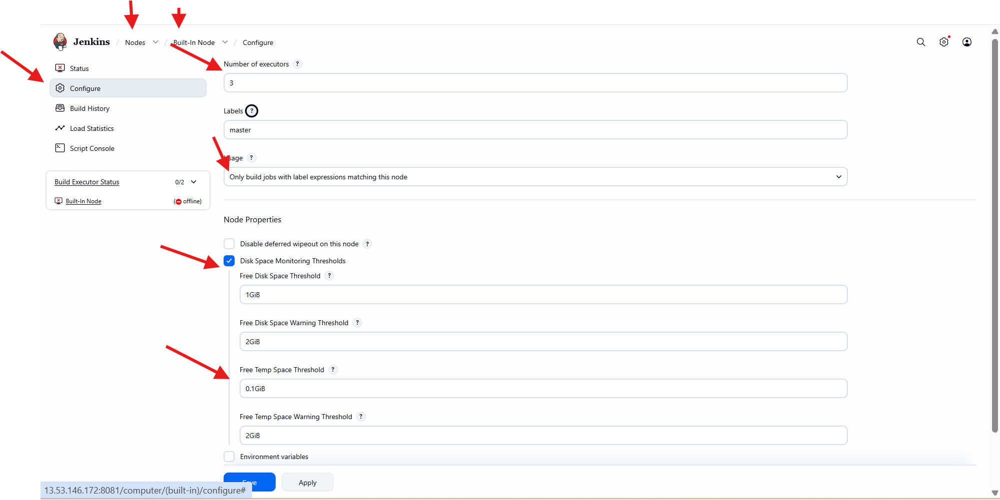 Jenkins / Nodes / Built-In Node / Configure
Status
Configure
Build History
Load Statistics
Script Console
Build Executor Status 0/2
Built-In Node ( offline)
Number of executors ?
3
Labels ?
master
sage ?
Only build jobs with label expressions matching this node
Node Properties
Disable deferred wipeout on this node ?
Disk Space Monitoring Thresholds
Free Disk Space Threshold ?
1GiB
Free Disk Space Warning Threshold ?
2GiB
Free Temp Space Threshold ?
0.1GiB
Free Temp Space Warning Threshold ?
2GiB
Environment variables
Save Apply
13.53.146.172:8081/computer/(built-in)/configure#